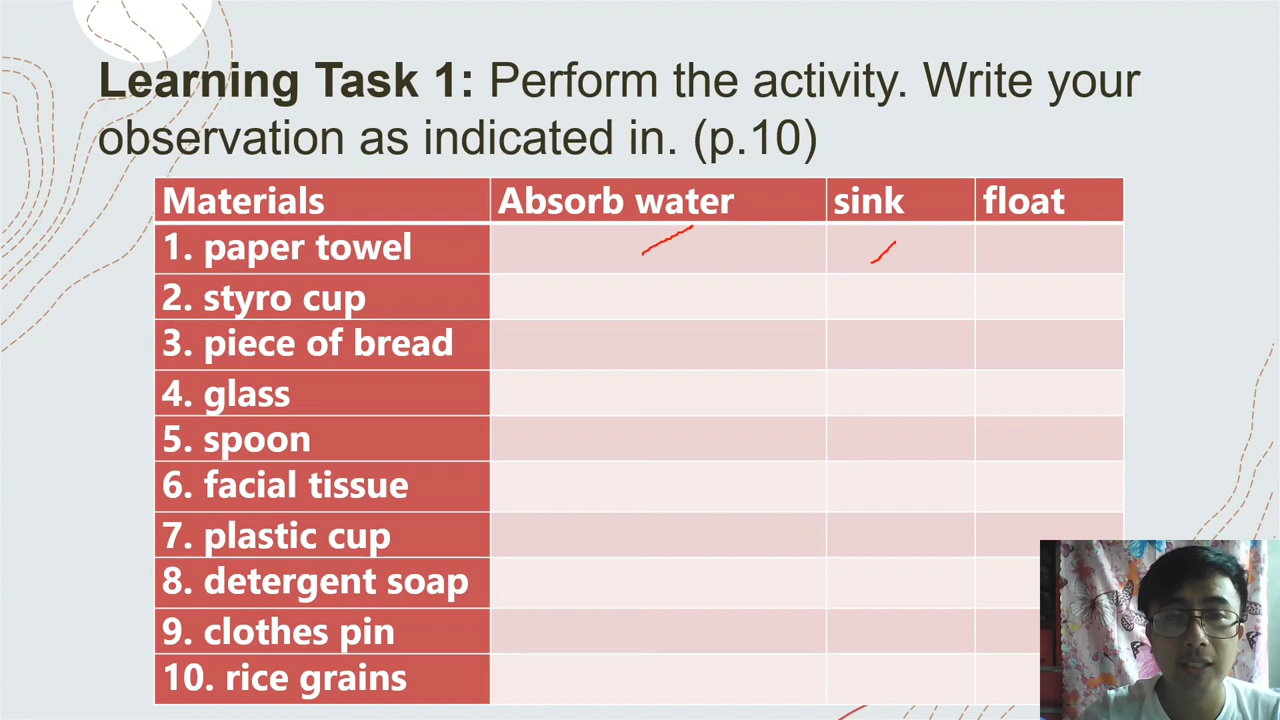 Learning Task 1: Perform the activity. Write your
observation as indicated in. (p.10)
Materials Absorb water sink float
1. paper towel
2. styro cup
3. piece of bread
4. glass
5. spoon
6. facial tissue
7. plastic cup
8. detergent soap
9. clothes pin
10. rice grains